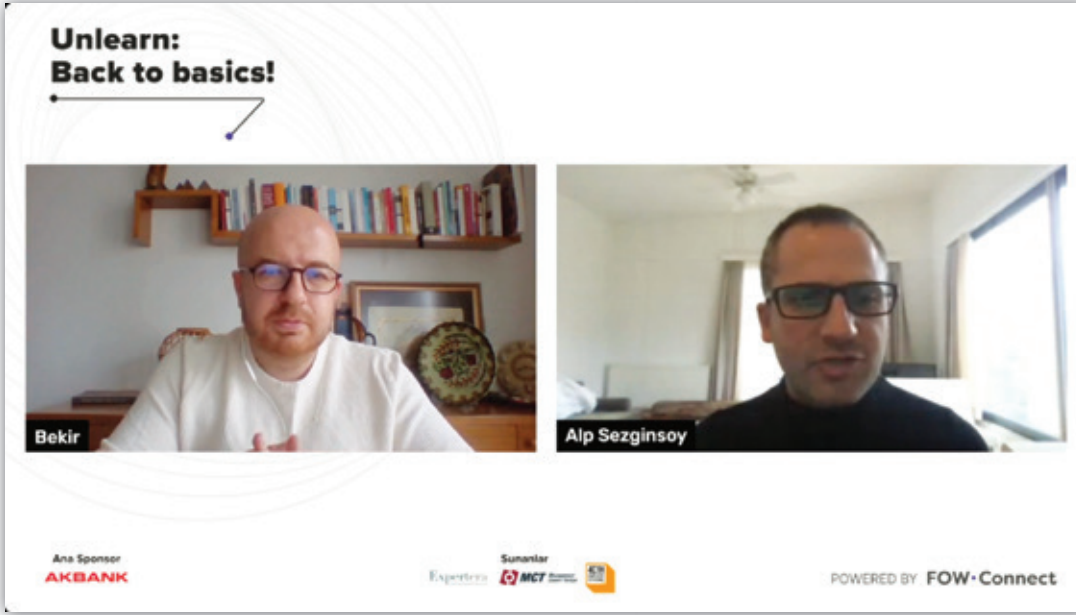 Unlearn:
Back to basics!
Bekir
Alp Sezginsoy
Ana Sponsor
AKBANK
Sunanlar
Expertera
MCT
POWERED BY FOW·Connect